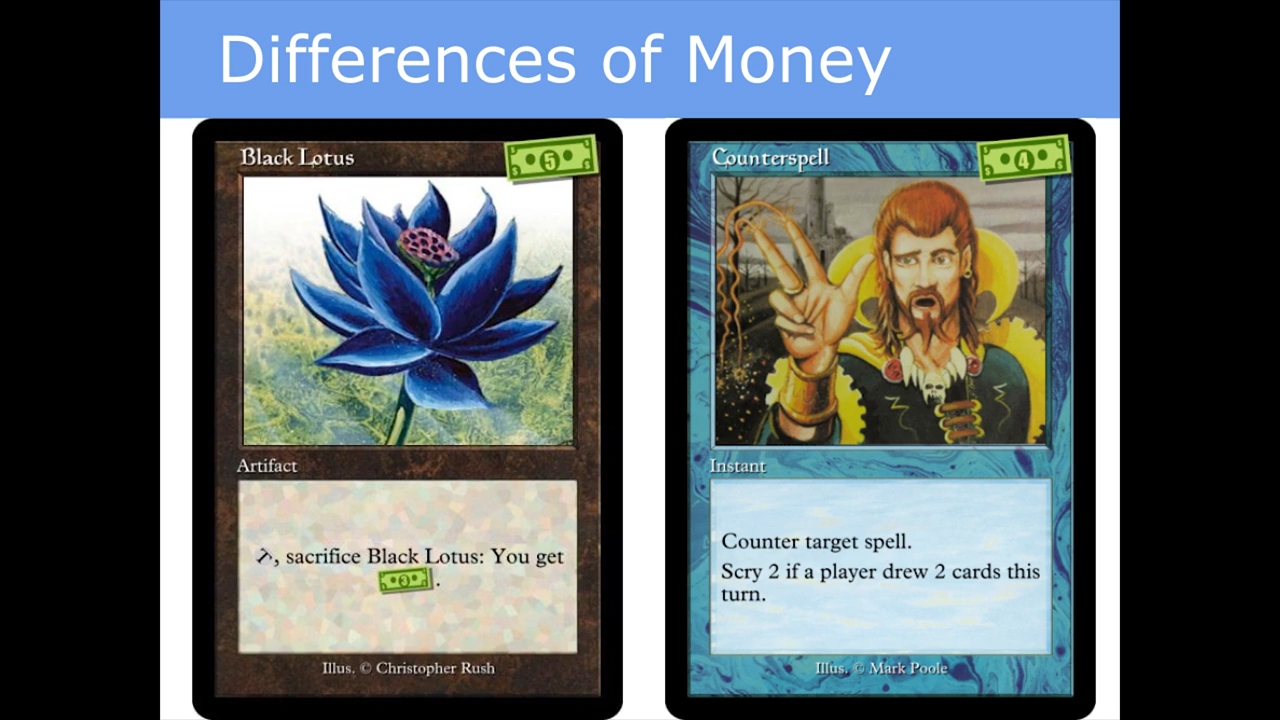 Differences of Money
Black Lotus
5
Artifact
, sacrifice Black Lotus: You get
3 .
Illus. © Christopher Rush
Counterspell
4
Instant
Counter target spell.
Scry 2 if a player drew 2 cards this
turn.
Illus. © Mark Poole